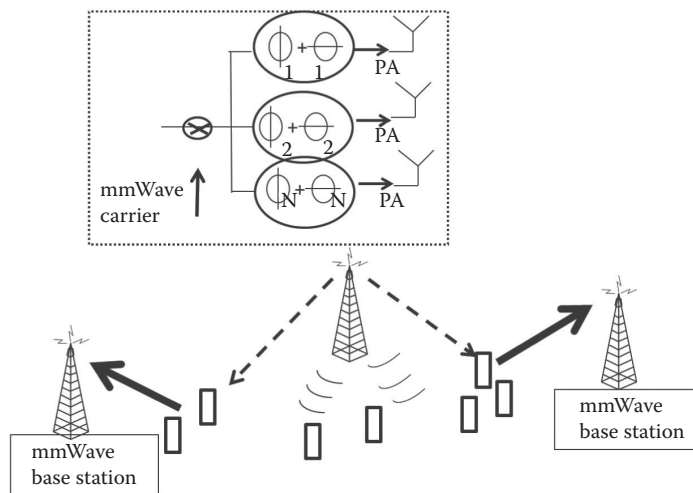 1 1
PA
2 2
PA
N N
PA
mmWave
carrier
mmWave
base station
mmWave
base station